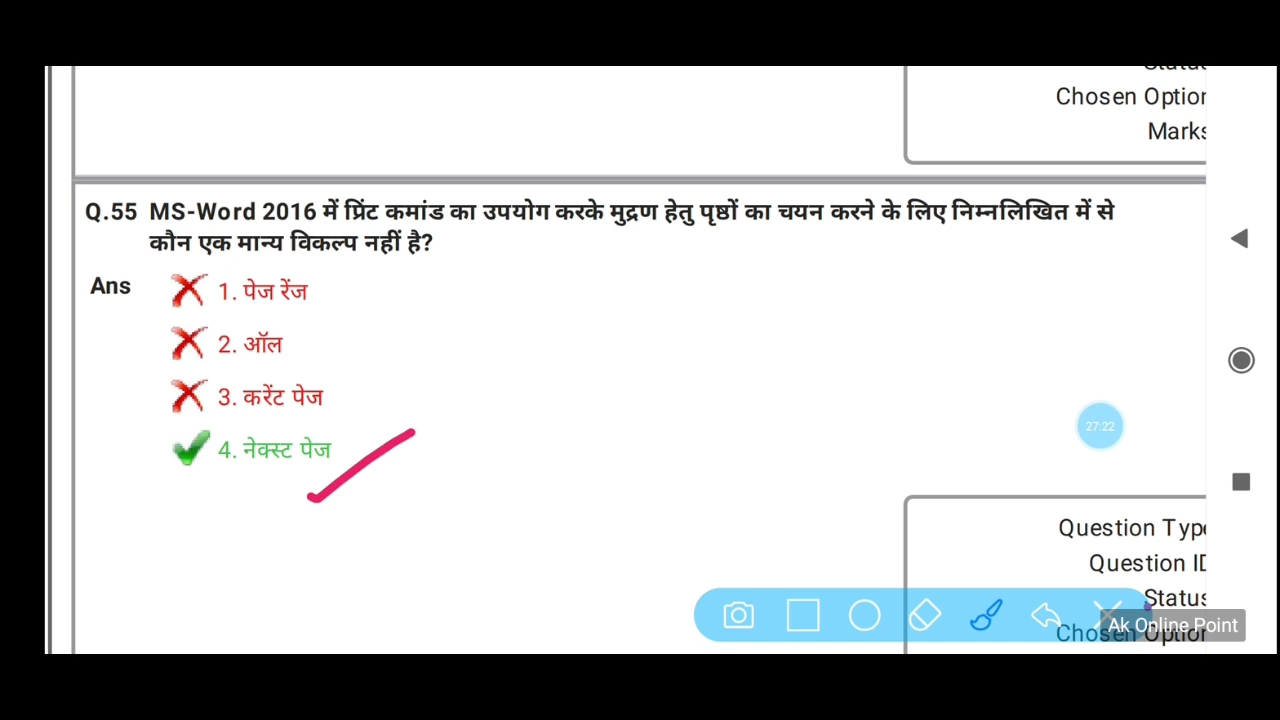 Chosen Option
Marks
Q.55 MS-Word 2016 में प्रिंट कमांड का उपयोग करके मुद्रण हेतु पृष्ठों का चयन करने के लिए निम्नलिखित में से
कौन एक मान्य विकल्प नहीं है?
Ans 1. पेज रेंज
2. ऑल
3. करेंट पेज
4. नेक्स्ट पेज
27:22
Question Type
Question ID
Status
Chosen Option
Ak Online Point